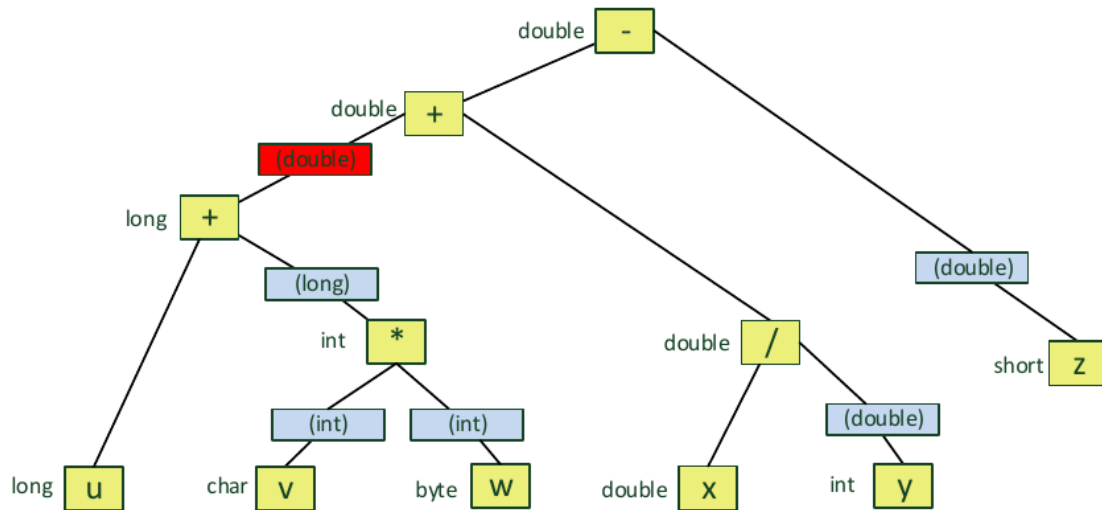 double -
double +
(double)
long +
(double)
(long)
int *
double /
short z
(int) (int)
(double)
long u
char v
byte w
double x
int y